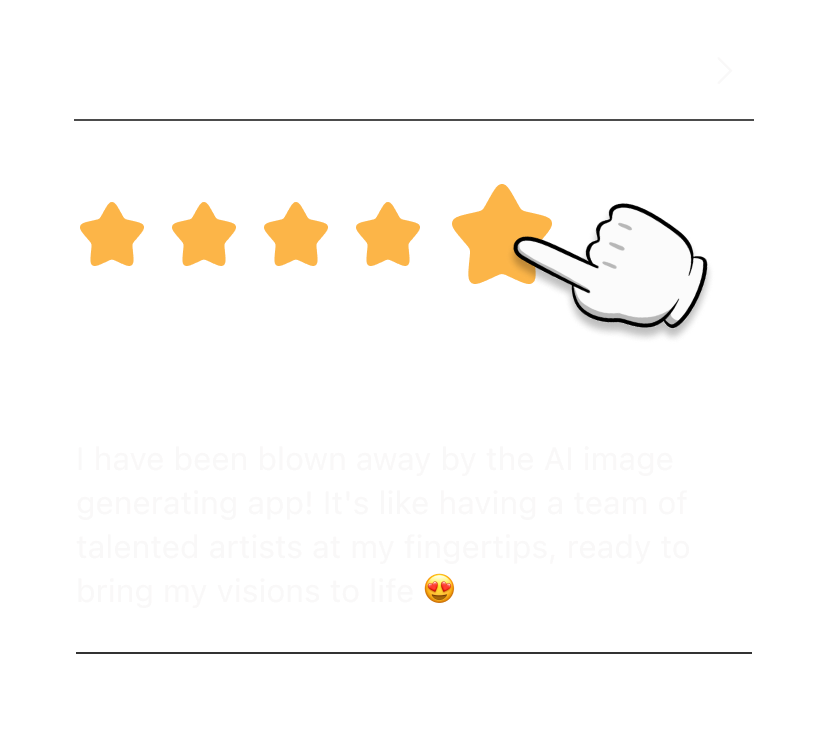 I have been blown away by the AI image
generating app! It's like having a team of
talented artists at my fingertips, ready to
bring my visions to life 😍